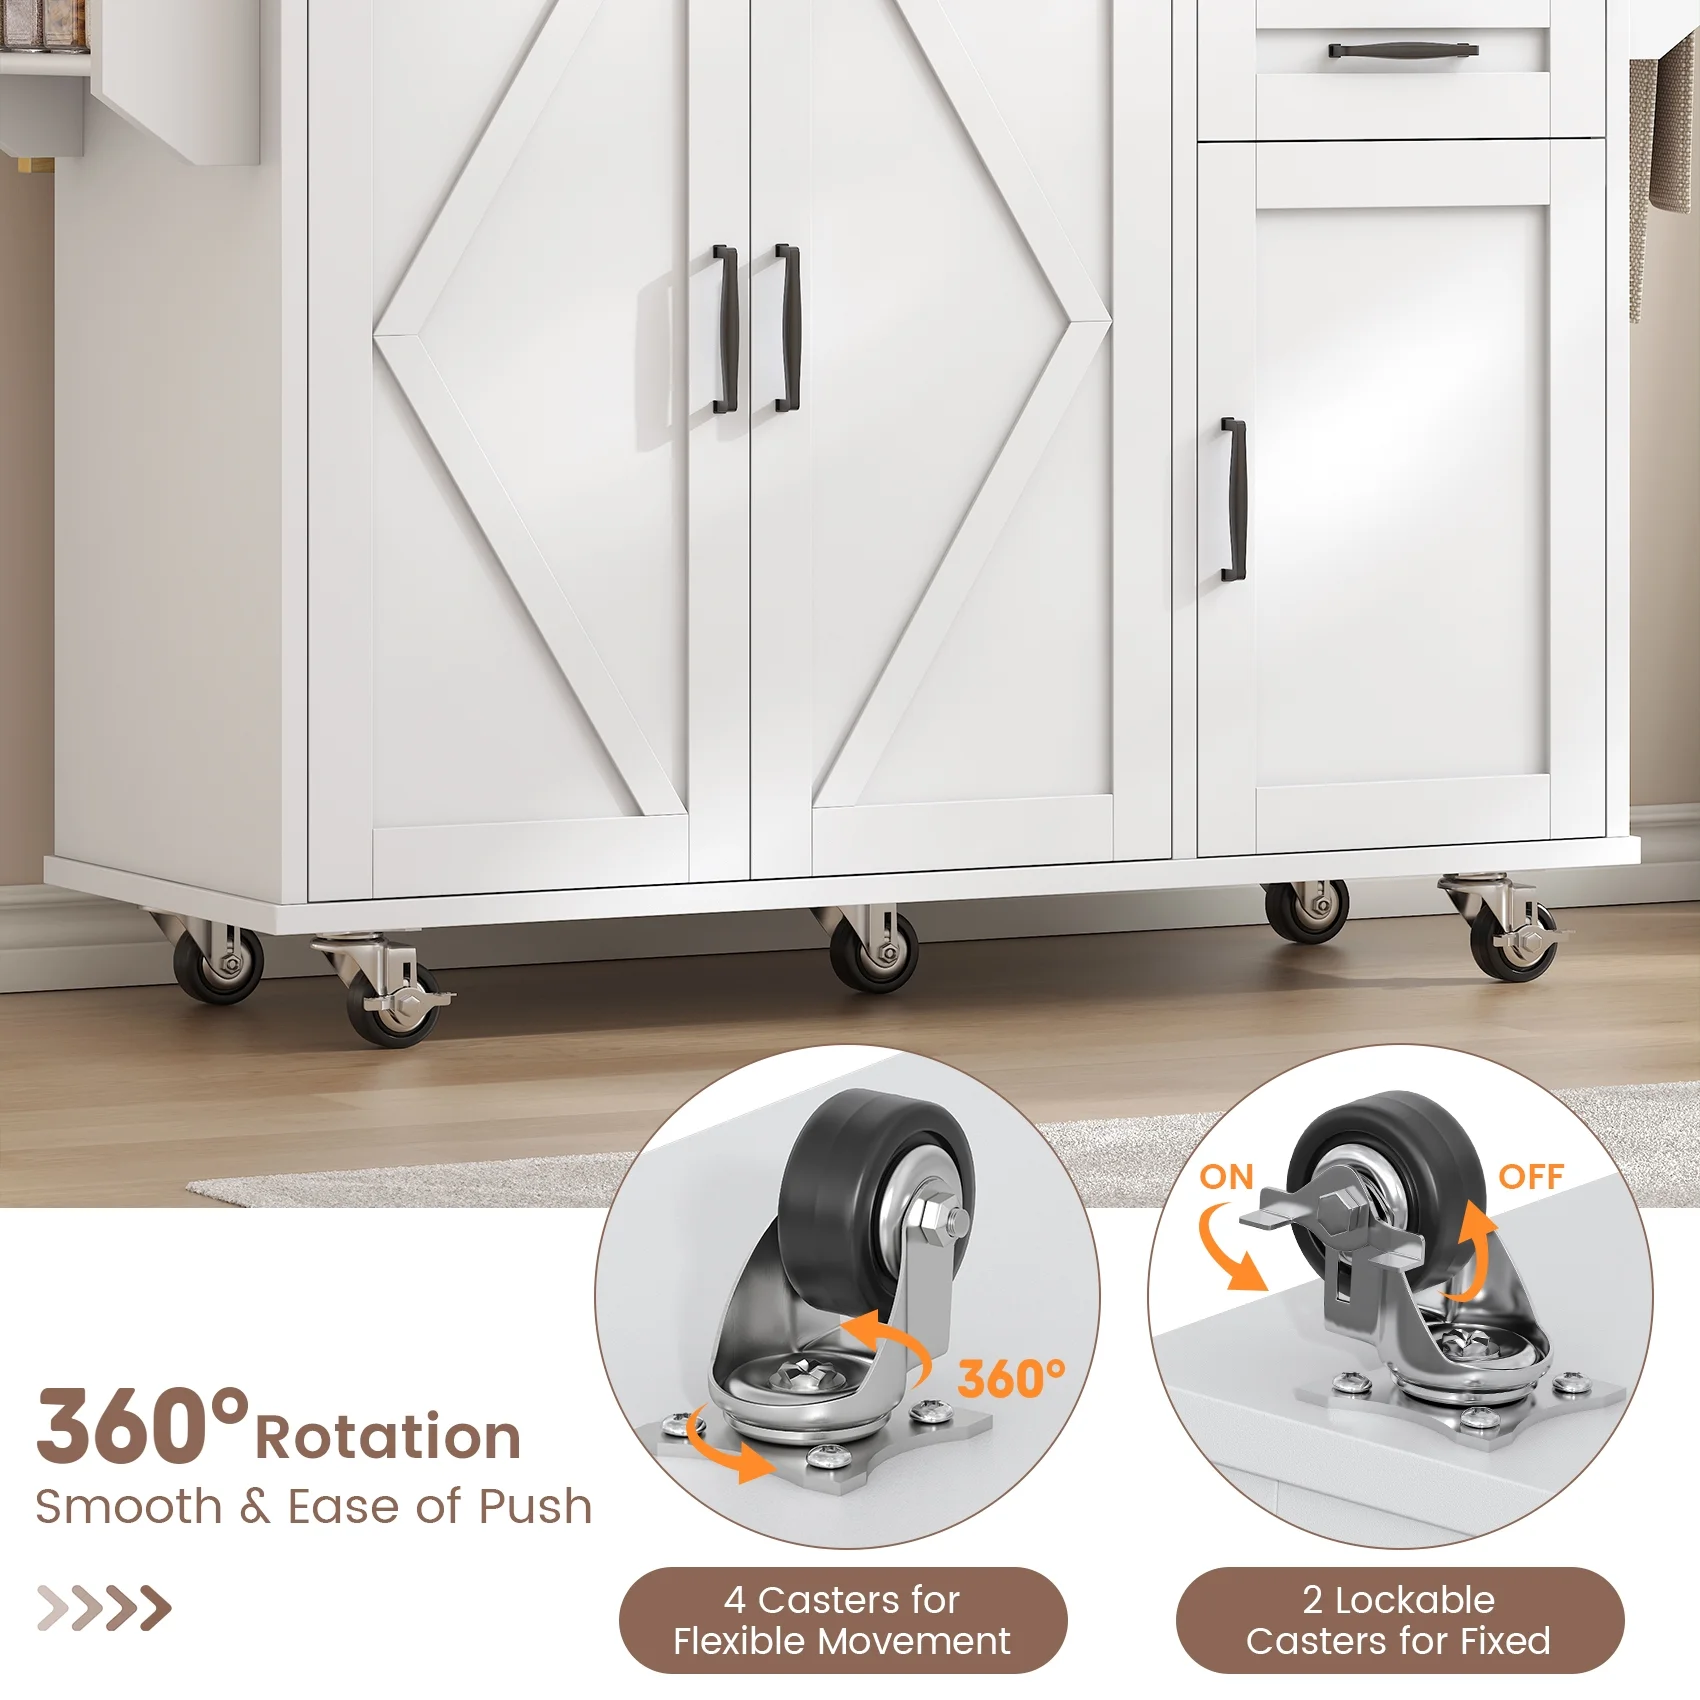 ON
OFF
360°
360° Rotation
Smooth & Ease of Push
4 Casters for
Flexible Movement
2 Lockable
Casters for Fixed